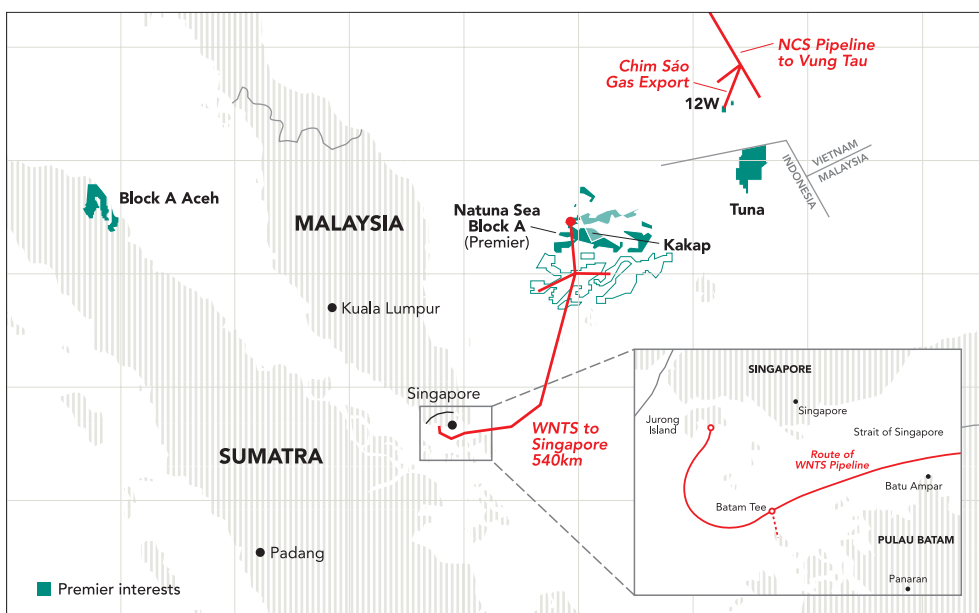 NCS Pipeline
to Vung Tau
Chim Sáo
Gas Export
12W
VIETNAM
MALAYSIA
INDONESIA
Tuna
Block A Aceh
MALAYSIA
Natuna Sea
Block A
(Premier)
Kakap
Kuala Lumpur
Singapore
WNTS to
Singapore
540km
SUMATRA
Padang
Premier interests
SINGAPORE
Singapore
Jurong
Island
Strait of Singapore
Route of
WNTS Pipeline
Batu Ampar
Batam Tee
PULAU BATAM
Panaran